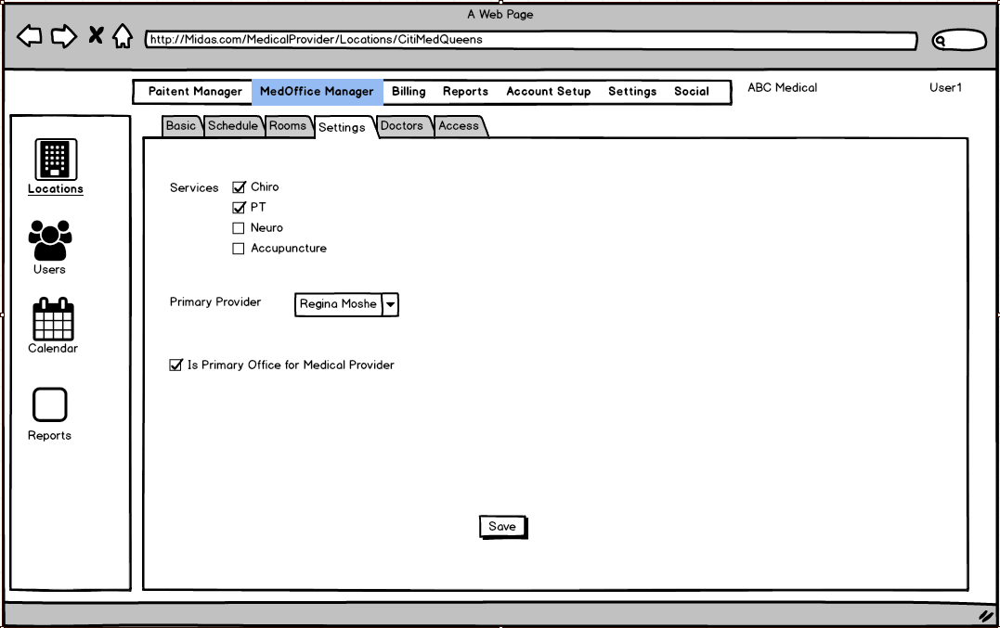 A Web Page
http://Midas.com/MedicalProvider/Locations/CitiMedQueens
Paitent Manager MedOffice Manager Billing Reports Account Setup Settings Social
ABC Medical
User1
Locations
Users
Calendar
Reports
Basic Schedule Rooms Settings Doctors Access
Services
Chiro
PT
Neuro
Accupuncture
Primary Provider Regina Moshe
Is Primary Office for Medical Provider
Save